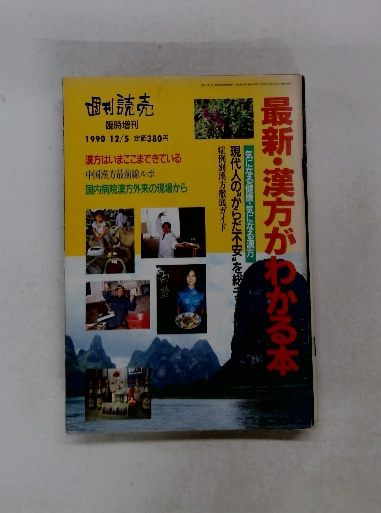 週刊読売
臨時増刊
1990 12/5 定価380円
漢方はいまここまできている
中国漢方最前線ルポ
国内病院漢方外来の現場から
最新・漢方がわかる本
気になる健康・気になる漢方
現代人の“からだ不安”を
症例別漢方徹底ガイド